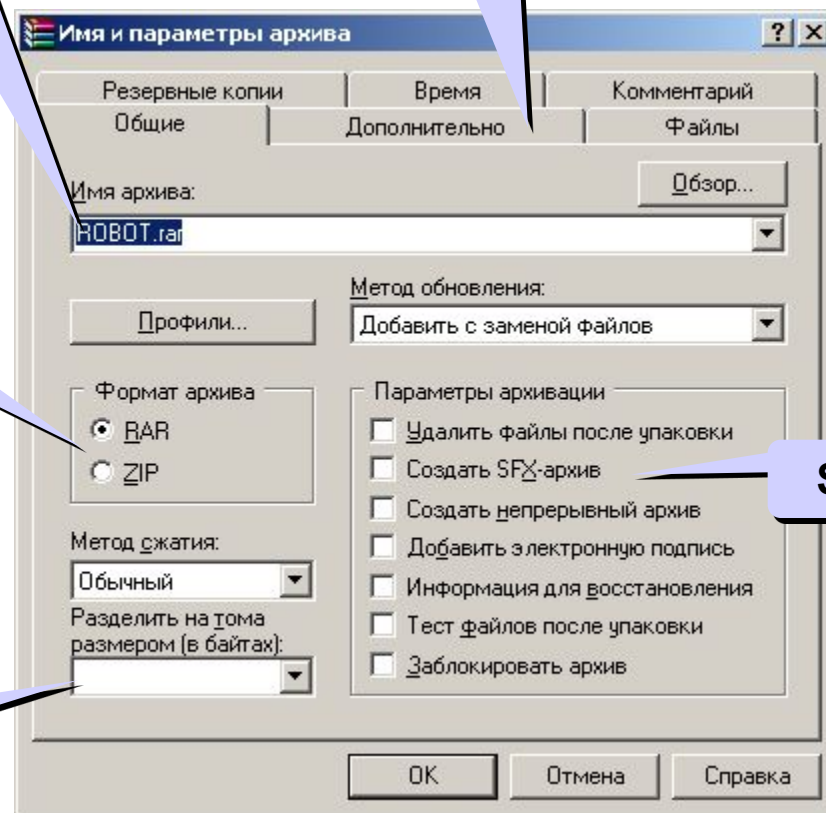 Имя и параметры архива
Резервные копии Время Комментарий
Общие Дополнительно Файлы
Имя архива:
Обзор...
ROBOT.rar
Метод обновления:
Профили...
Добавить с заменой файлов
Формат архива
RAR
ZIP
Параметры архивации
Удалить файлы после упаковки
Создать SFX-архив
Создать непрерывный архив
Добавить электронную подпись
Информация для восстановления
Тест файлов после упаковки
Заблокировать архив
Метод сжатия:
Обычный
Разделить на тома
размером (в байтах):
OK Отмена Справка